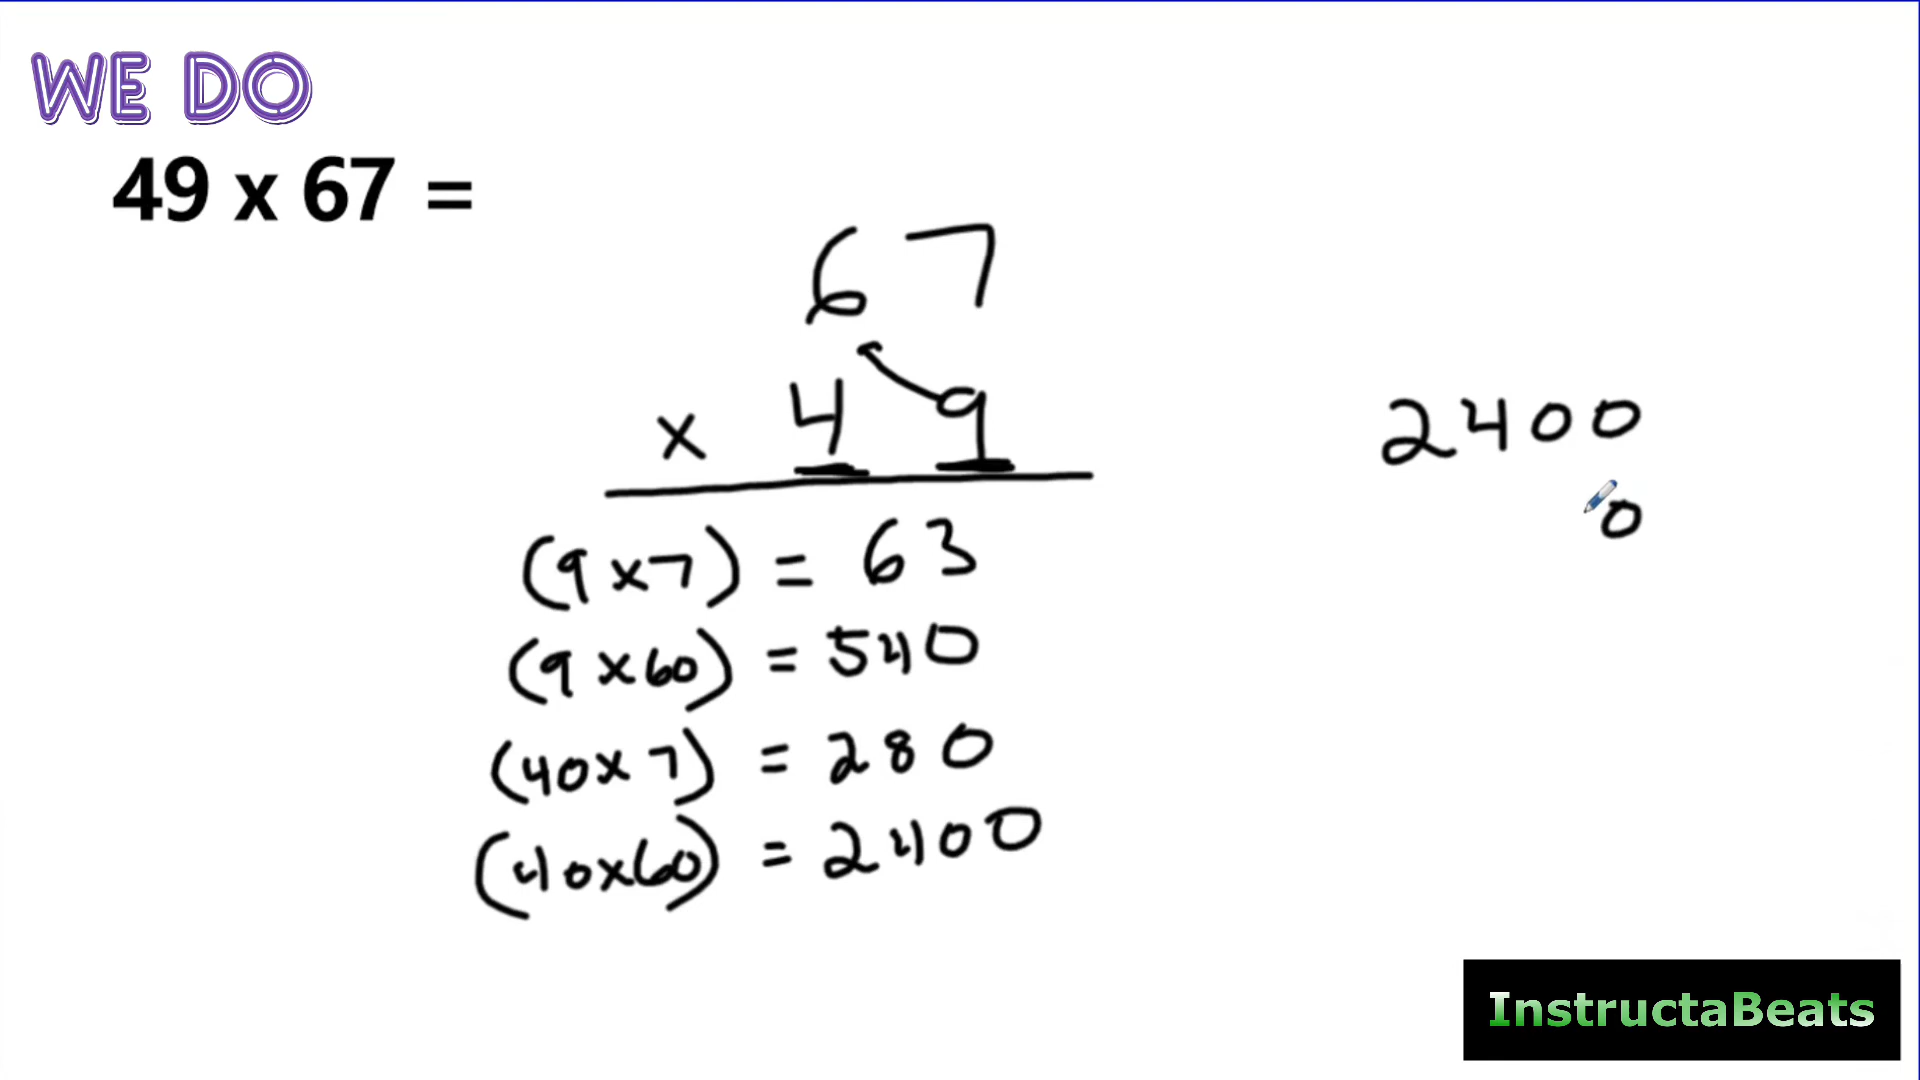 WE DO
49 x 67 =
67
x 49
2400
0
(9x7) = 63
(9x60) = 540
(40x7) = 280
(40x60) = 2400
InstructaBeats